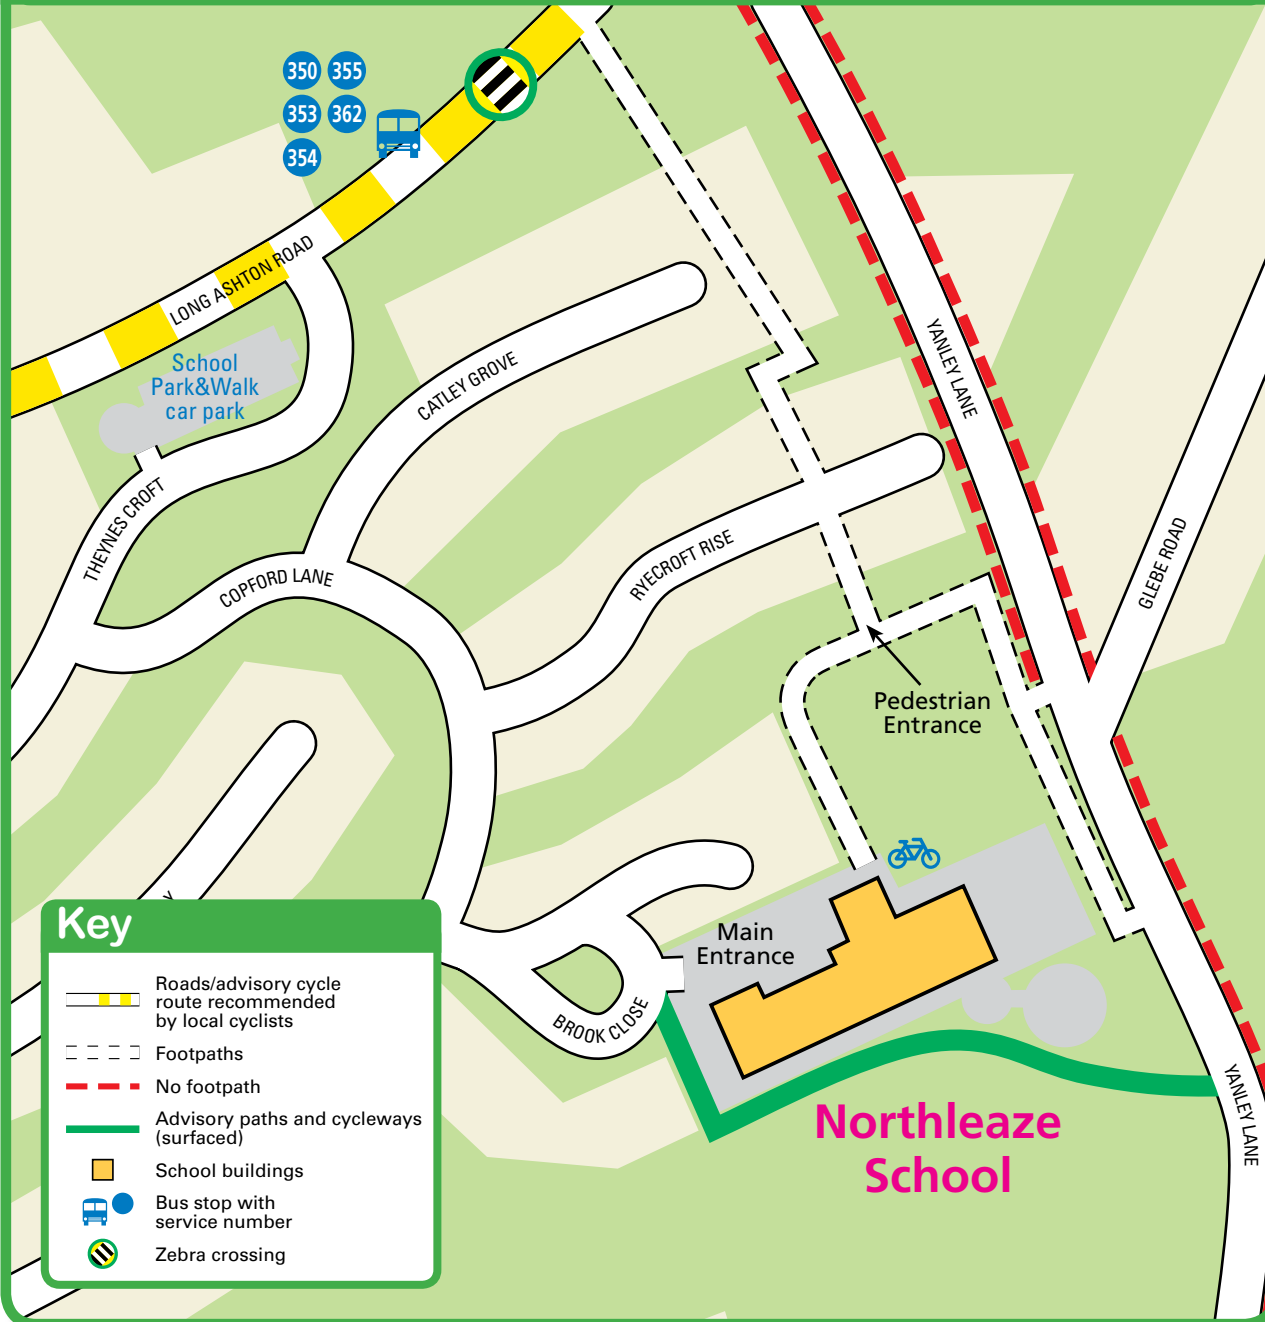 350 355
353 362
354
LONG ASHTON ROAD
School
Park&Walk
car park
CATLEY GROVE
YANLEY LANE
THEYNES CROFT
COPFORD LANE
RYECROFT RISE
GLEBE ROAD
Pedestrian
Entrance
Main
Entrance
BROOK CLOSE
Northleaze
School
YANLEY LANE
Key
Roads/advisory cycle
route recommended
by local cyclists
Footpaths
No footpath
Advisory paths and cycleways
(surfaced)
School buildings
Bus stop with
service number
Zebra crossing